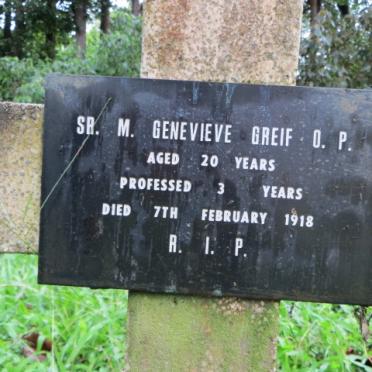 SR. M. GENEVIEVE GREIF O. P.
AGED 20 YEARS
PROFESSED 3 YEARS
DIED 7TH FEBRUARY 1918
R. I. P.